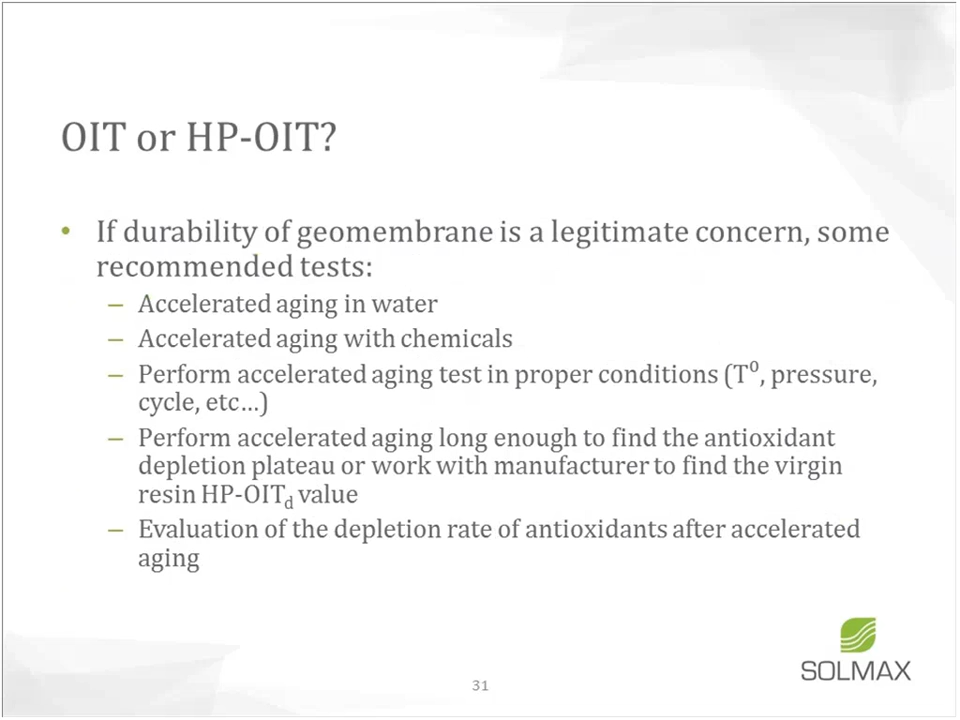 OIT or HP-OIT?
• If durability of geomembrane is a legitimate concern, some
recommended tests:
– Accelerated aging in water
– Accelerated aging with chemicals
– Perform accelerated aging test in proper conditions (T⁰, pressure,
cycle, etc…)
– Perform accelerated aging long enough to find the antioxidant
depletion plateau or work with manufacturer to find the virgin
resin HP-OITd value
– Evaluation of the depletion rate of antioxidants after accelerated
aging
SOLMAX
31